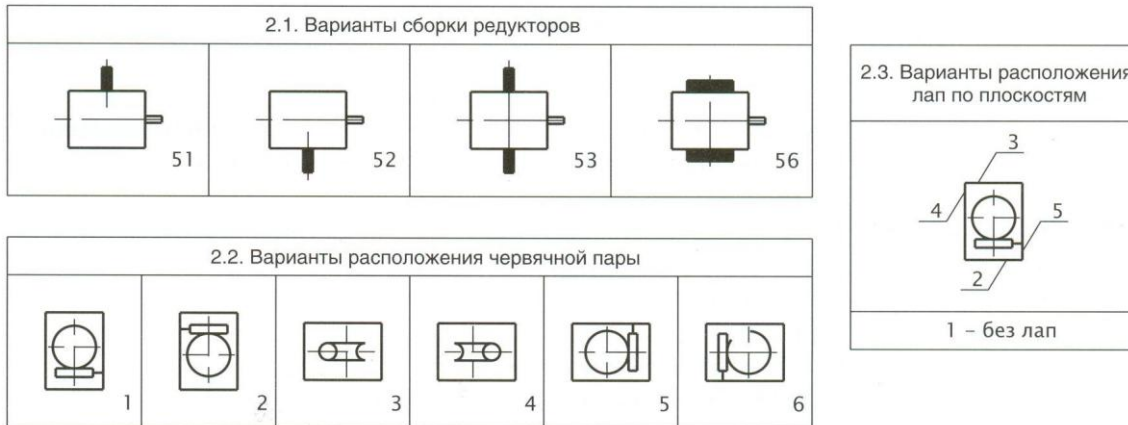 2.1. Варианты сборки редукторов
51
52
53
56
2.2. Варианты расположения червячной пары
1
2
3
4
5
6
2.3. Варианты расположения
лап по плоскостям
3
4
5
2
1 – без лап